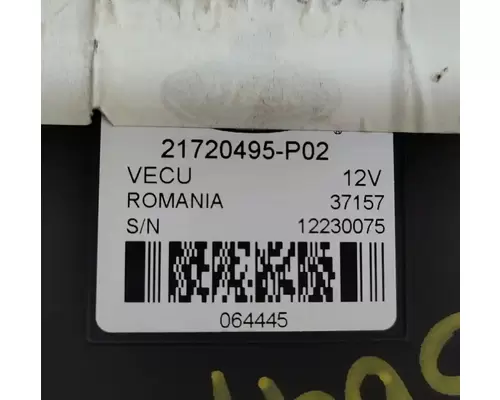 21720495-P02
VECU 12V
ROMANIA 37157
S/N 12230075
064445